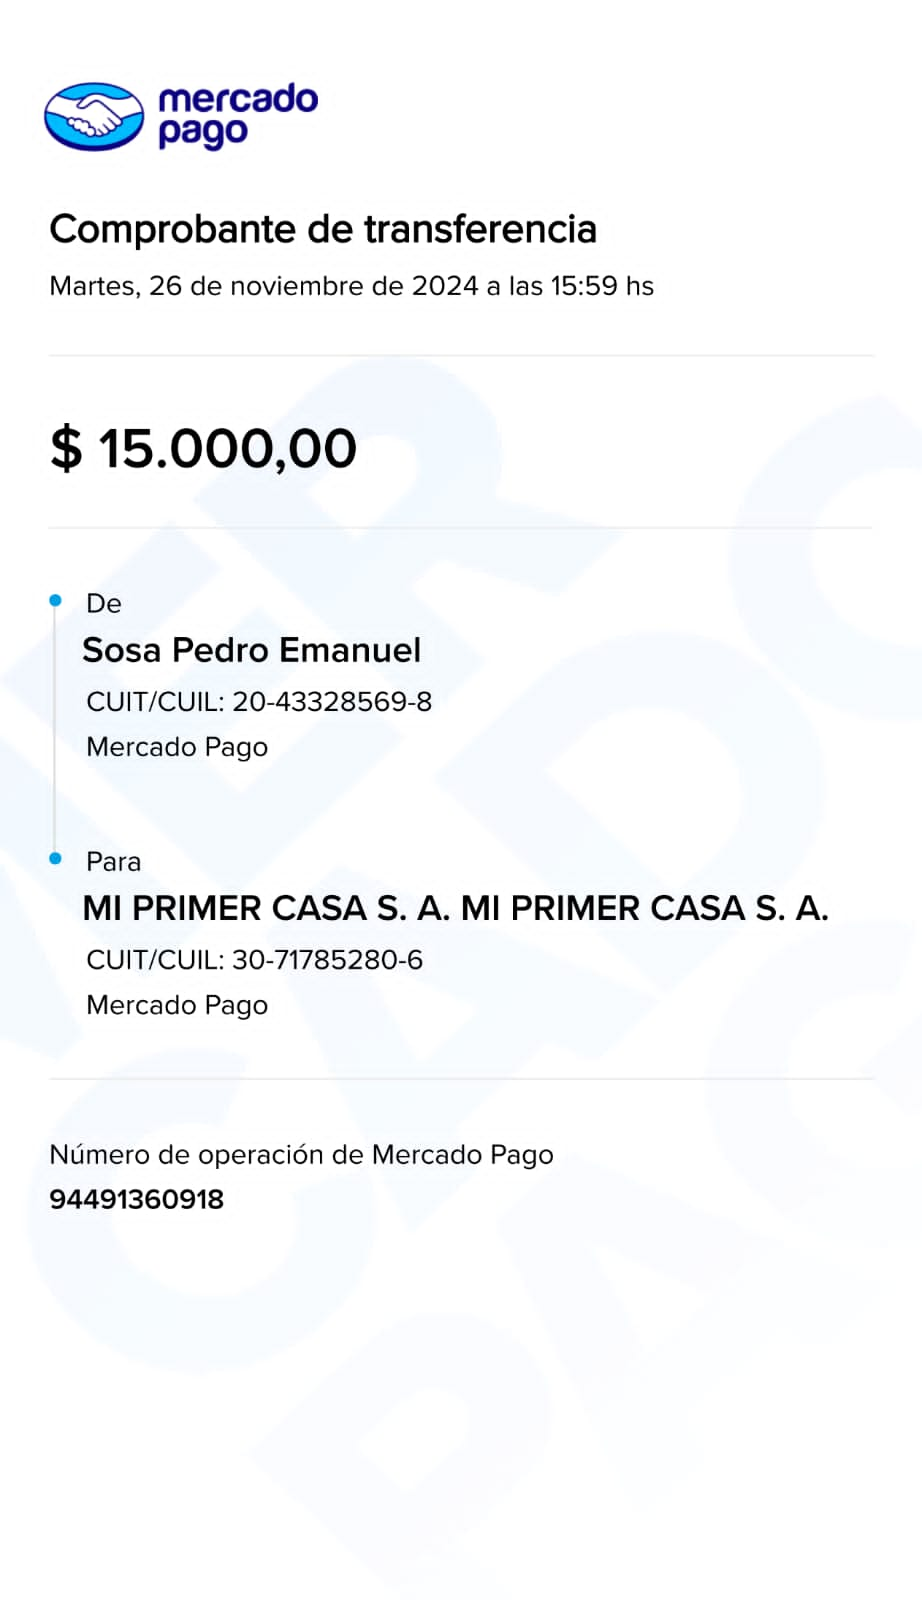 mercado
pago
Comprobante de transferencia
Martes, 26 de noviembre de 2024 a las 15:59 hs
$ 15.000,00
De
Sosa Pedro Emanuel
CUIT/CUIL: 20-43328569-8
Mercado Pago
Para
MI PRIMER CASA S. A. MI PRIMER CASA S. A.
CUIT/CUIL: 30-71785280-6
Mercado Pago
Número de operación de Mercado Pago
94491360918
MERCADO
PAGO